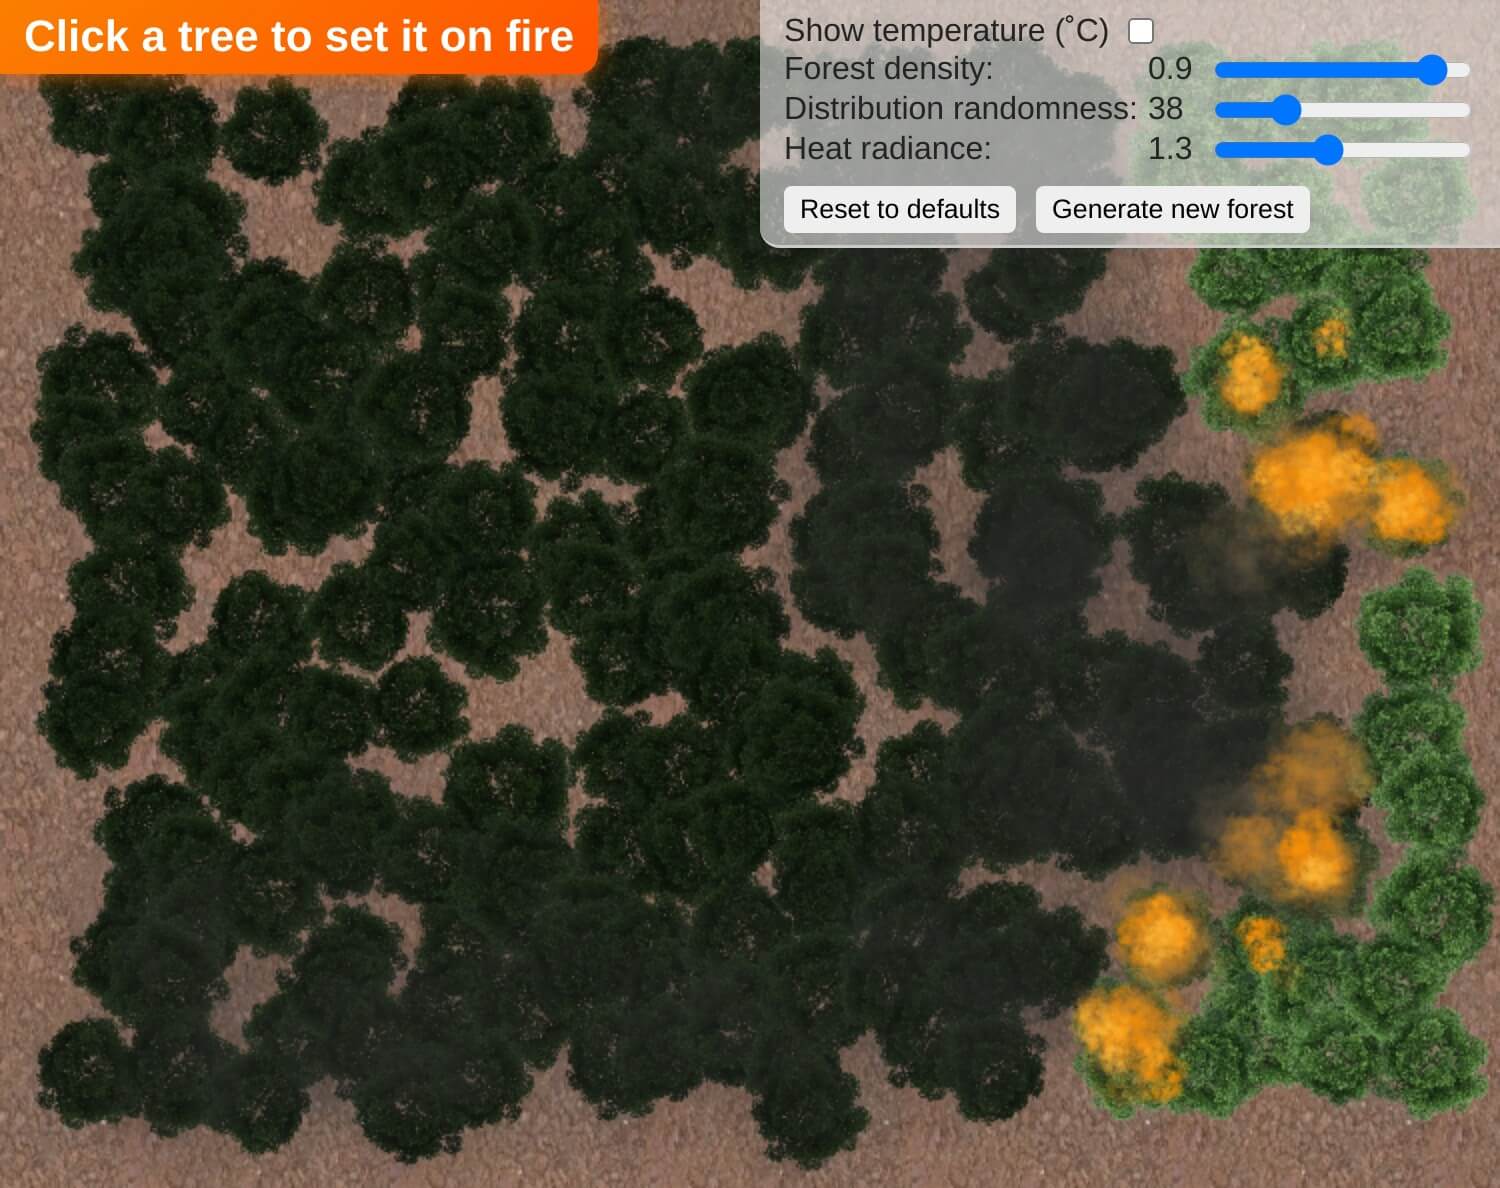 Click a tree to set it on fire
Show temperature (˚C)
Forest density: 0.9
Distribution randomness: 38
Heat radiance: 1.3
Reset to defaults
Generate new forest